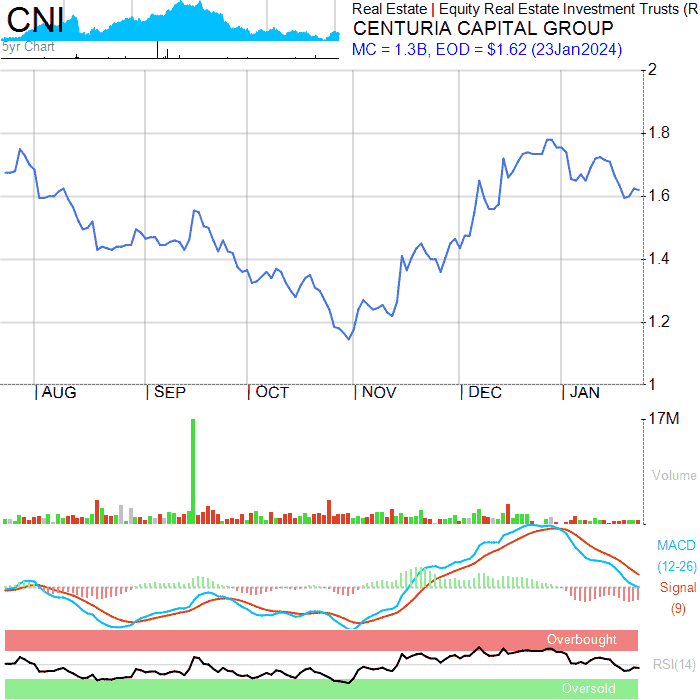 CNI
5yr Chart
Real Estate | Equity Real Estate Investment Trusts (R
CENTURIA CAPITAL GROUP
MC = 1.3B, EOD = $1.62 (23Jan2024)
2
1.8
1.6
1.4
1.2
1
AUG SEP OCT NOV DEC JAN
17M
Volume
MACD
(12-26)
Signal
(9)
Overbought
RSI(14)
Oversold